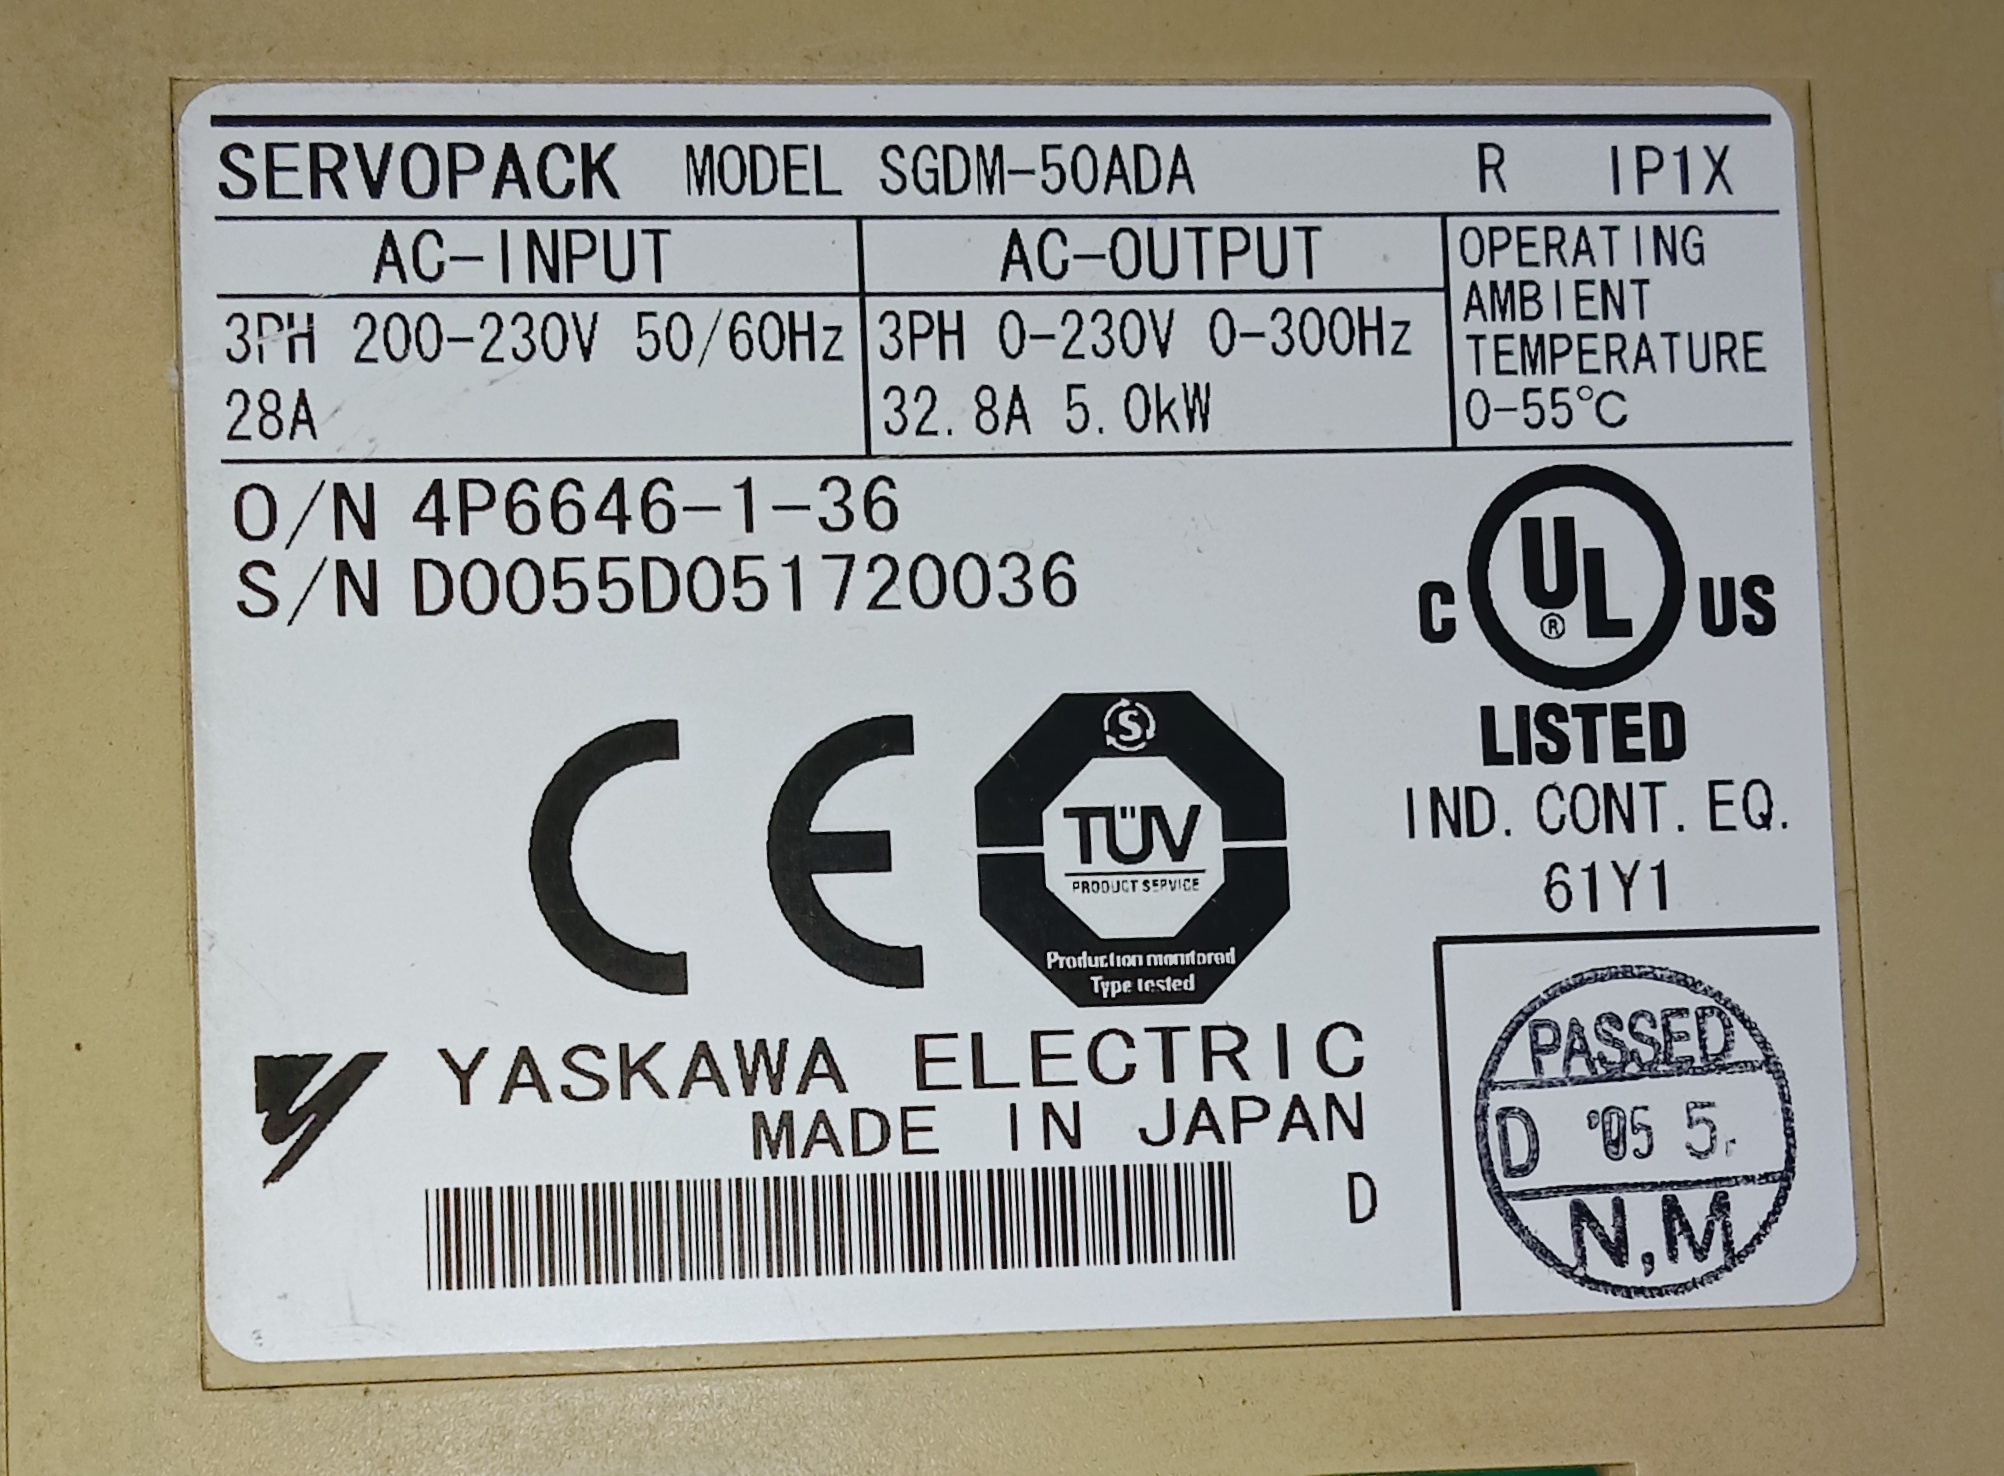 SERVOPACK MODEL SGDM-50ADA R IP1X
AC-INPUT AC-OUTPUT
3PH 200-230V 50/60Hz
28A
3PH 0-230V 0-300Hz
32.8A 5.0kW
OPERATING
AMBIENT
TEMPERATURE
0-55°C
O/N 4P6646-1-36
S/N D0055D051720036
C UL ® US
LISTED
IND. CONT. EQ.
61Y1
CE
S
TÜV
PRODUCT SERVICE
Production monitored
Type tested
YASKAWA ELECTRIC
MADE IN JAPAN
D
PASSED
D '05 5.
N.M